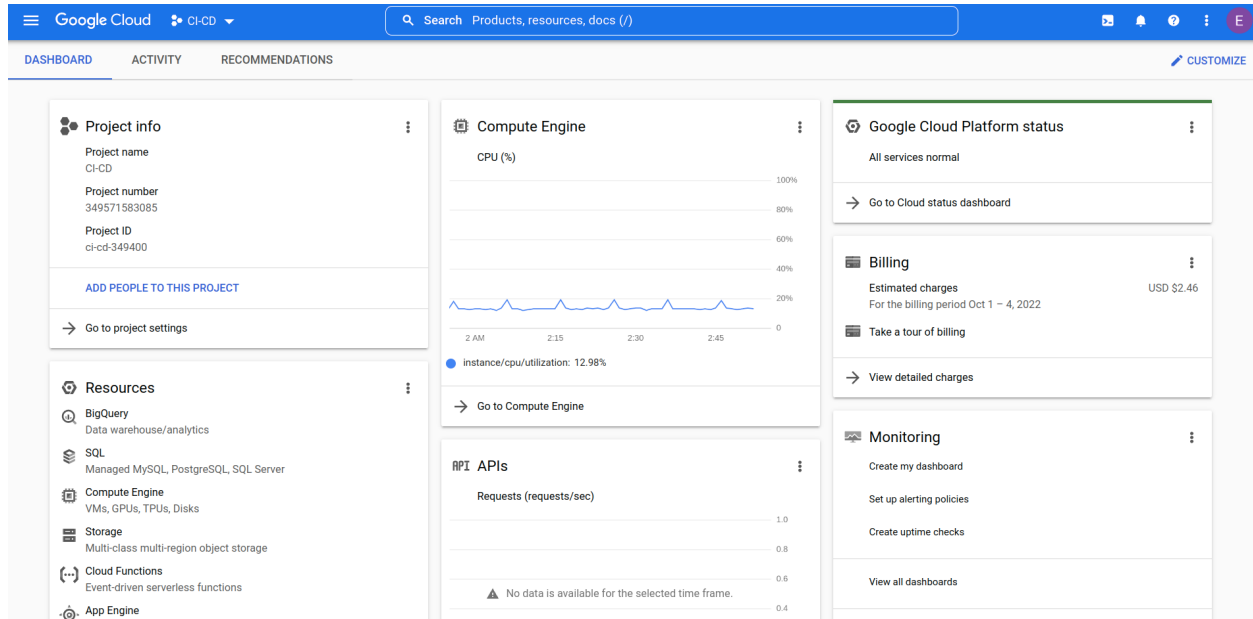 Google Cloud
CI-CD
Search Products, resources, docs (/)
E
DASHBOARD
ACTIVITY
RECOMMENDATIONS
CUSTOMIZE
Project info
Project name
CI-CD
Project number
349571583085
Project ID
ci-cd-349400
ADD PEOPLE TO THIS PROJECT
Go to project settings
Resources
BigQuery
Data warehouse/analytics
SQL
Managed MySQL, PostgreSQL, SQL Server
Compute Engine
VMs, GPUs, TPUs, Disks
Storage
Multi-class multi-region object storage
Cloud Functions
Event-driven serverless functions
App Engine
Compute Engine
CPU (%)
100%
80%
60%
40%
20%
0
2 AM
2:15
2:30
2:45
instance/cpu/utilization: 12.98%
Go to Compute Engine
API APIs
Requests (requests/sec)
1.0
0.8
0.6
No data is available for the selected time frame.
0.4
Google Cloud Platform status
All services normal
Go to Cloud status dashboard
Billing
Estimated charges
USD $2.46
For the billing period Oct 1 – 4, 2022
Take a tour of billing
View detailed charges
Monitoring
Create my dashboard
Set up alerting policies
Create uptime checks
View all dashboards